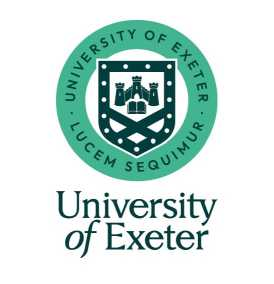 UNIVERSITY OF EXETER
· LUCEM SEQUIMUR ·
University
of Exeter